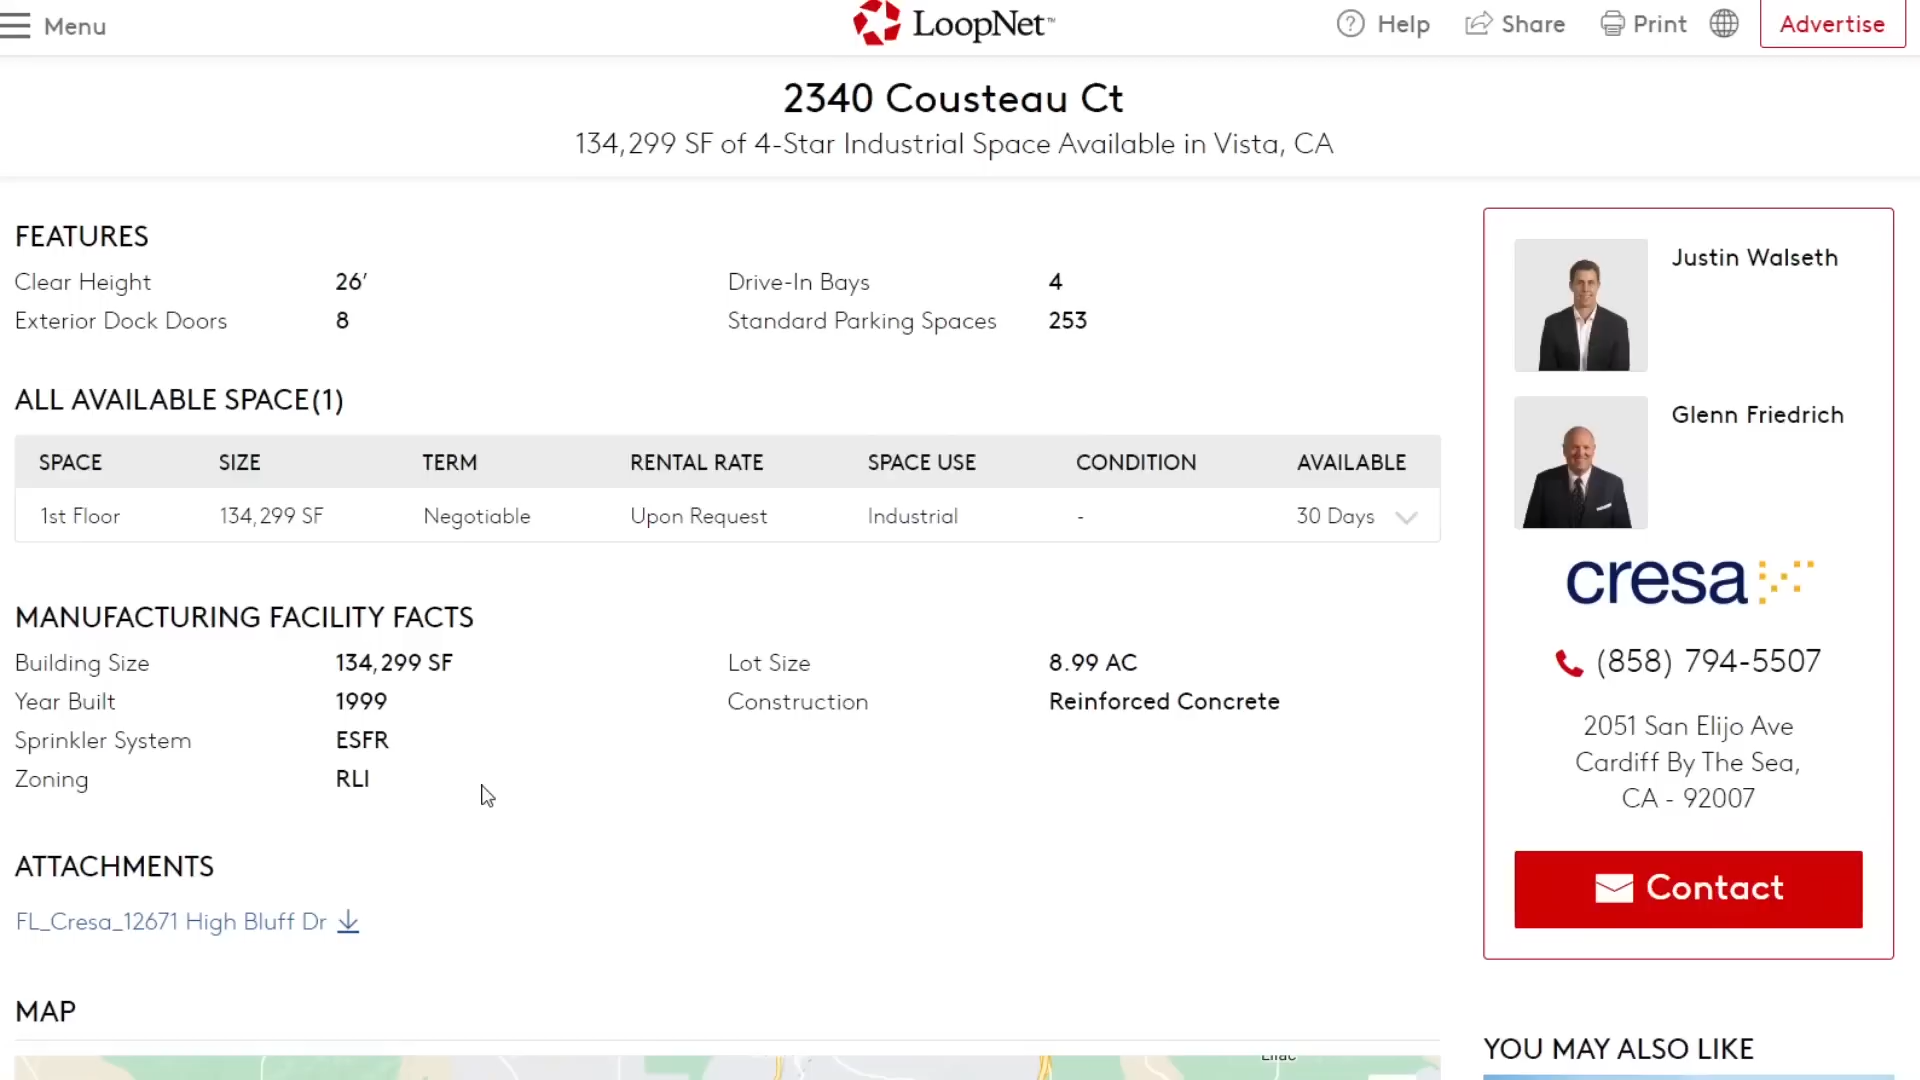 Menu
LoopNet™
Help
Share
Print
Advertise
2340 Cousteau Ct
134,299 SF of 4-Star Industrial Space Available in Vista, CA
FEATURES
Clear Height 26'
Drive-In Bays 4
Exterior Dock Doors 8
Standard Parking Spaces 253
ALL AVAILABLE SPACE(1)
SPACE SIZE TERM RENTAL RATE SPACE USE CONDITION AVAILABLE
1st Floor 134,299 SF Negotiable Upon Request Industrial - 30 Days
MANUFACTURING FACILITY FACTS
Building Size 134,299 SF
Lot Size 8.99 AC
Year Built 1999
Construction Reinforced Concrete
Sprinkler System ESFR
Zoning RLI
ATTACHMENTS
FL_Cresa_12671 High Bluff Dr
MAP
Justin Walseth
Glenn Friedrich
cresa
(858) 794-5507
2051 San Elijo Ave
Cardiff By The Sea,
CA - 92007
Contact
YOU MAY ALSO LIKE